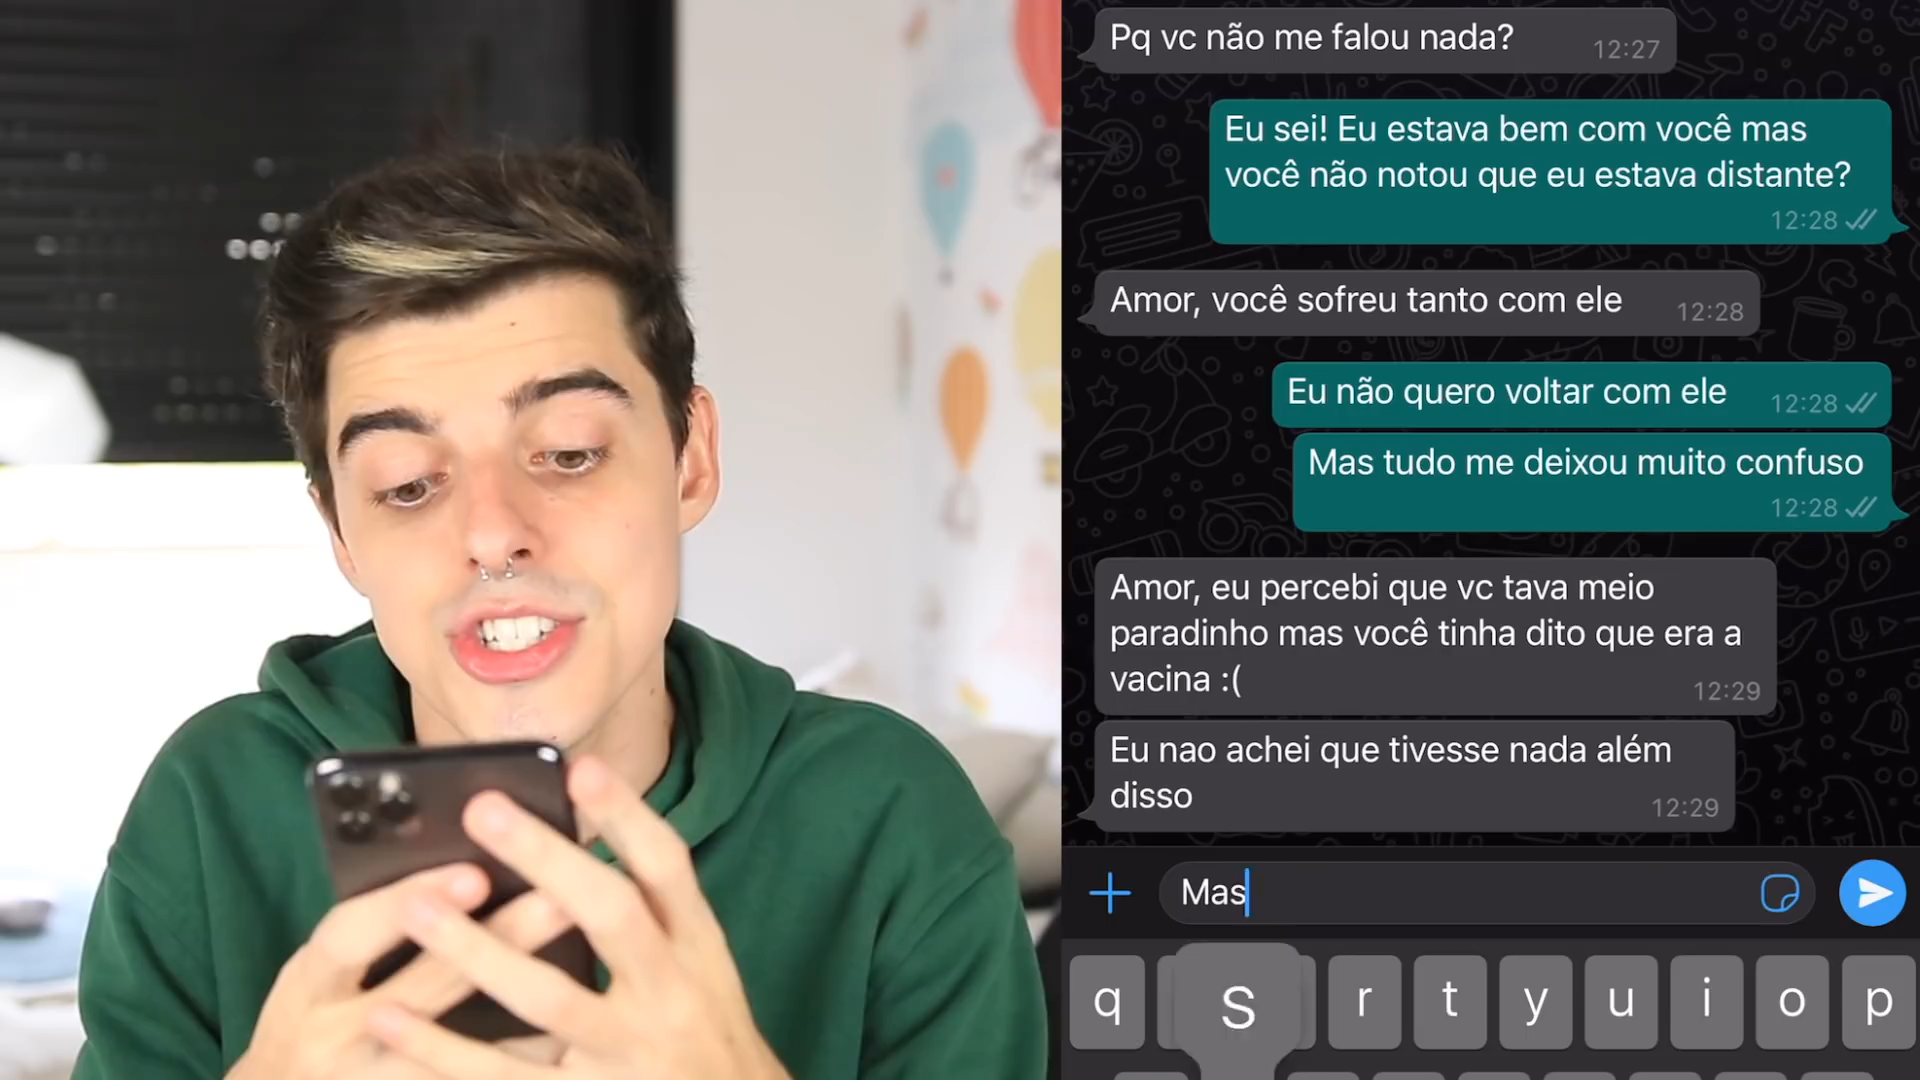 Pq vc não me falou nada?
12:27
Eu sei! Eu estava bem com você mas
você não notou que eu estava distante?
12:28
Amor, você sofreu tanto com ele
12:28
Eu não quero voltar com ele
12:28
Mas tudo me deixou muito confuso
12:28
Amor, eu percebi que vc tava meio
paradinho mas você tinha dito que era a
vacina :(
12:29
Eu nao achei que tivesse nada além
disso
12:29
Mas
q S r t y u i o p